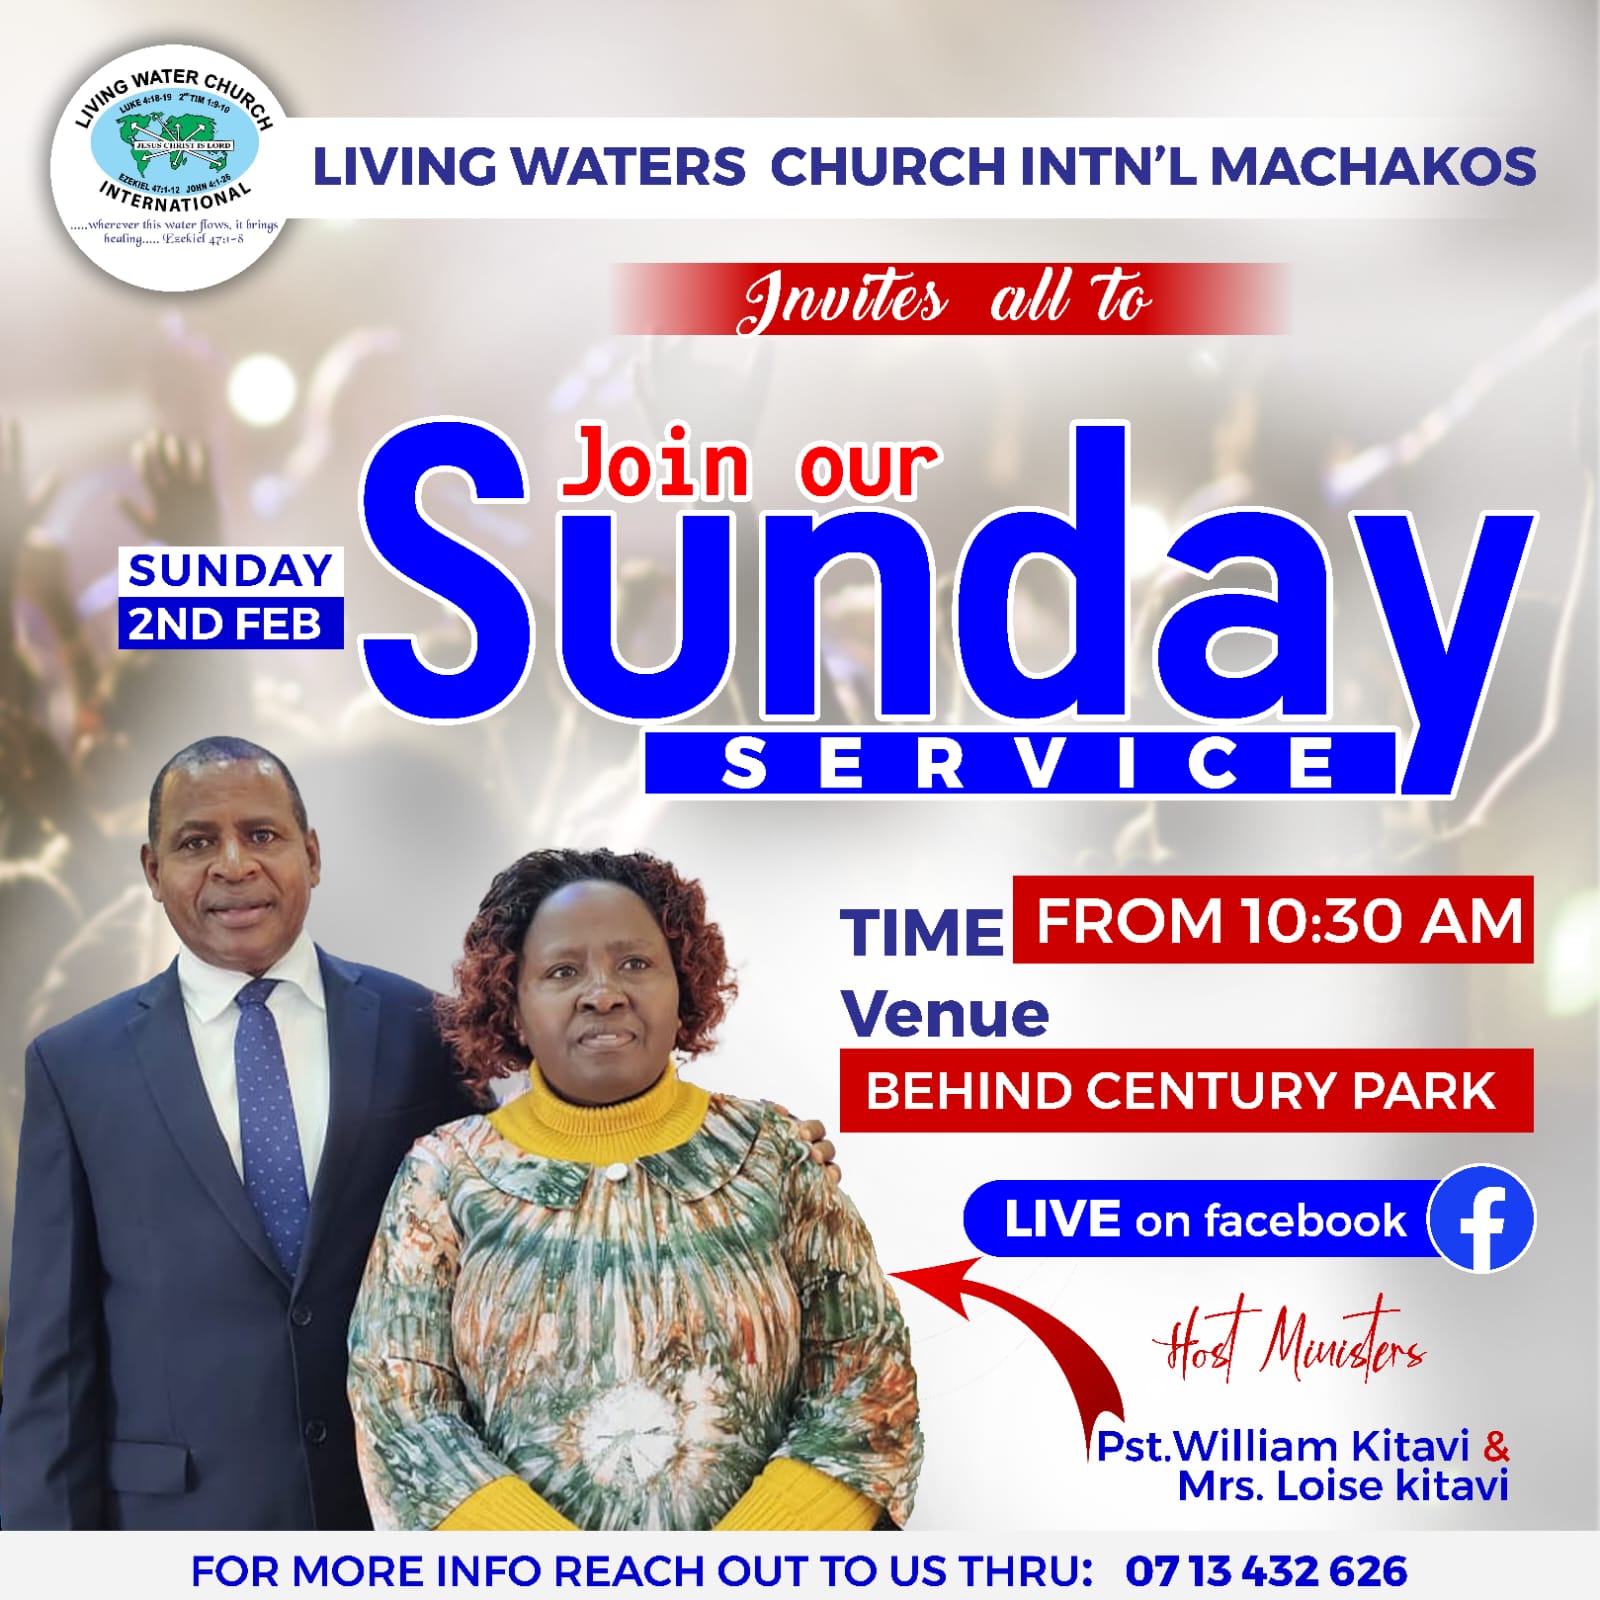 LIVING WATER CHURCH
LUKE 4:18-19 2ND TIM 1:9-10
JESUS CHRIST IS LORD
EZEKIEL 47:1-12 JOHN 4:1-26
INTERNATIONAL
.....wherever this water flows, it brings
healing..... Ezekiel 47:1-8
LIVING WATERS CHURCH INTN'L MACHAKOS
Invites all to
Join our
Sunday
SERVICE
SUNDAY
2ND FEB
TIME FROM 10:30 AM
Venue
BEHIND CENTURY PARK
LIVE on facebook f
Host Ministers
Pst.William Kitavi &
Mrs. Loise kitavi
FOR MORE INFO REACH OUT TO US THRU: 0713 432 626